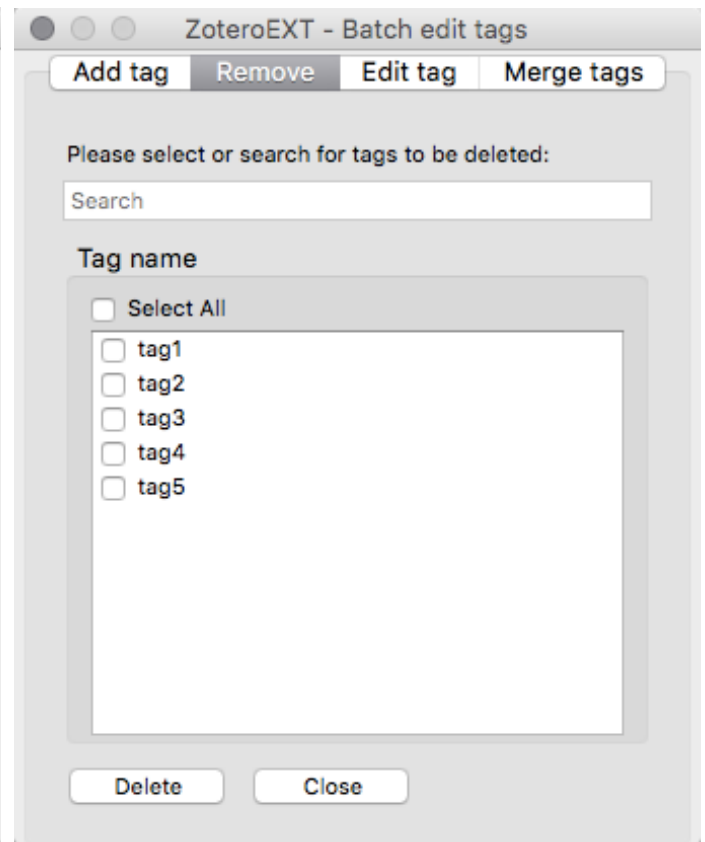 ZoteroEXT - Batch edit tags
Add tag Remove Edit tag Merge tags
Please select or search for tags to be deleted:
Search
Tag name
Select All
tag1
tag2
tag3
tag4
tag5
Delete Close